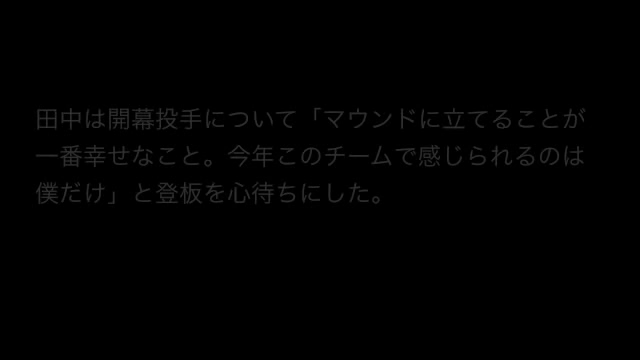 田中は開幕投手について「マウンドに立てることが
一番幸せなこと。今年このチームで感じられるのは
僕だけ」と登板を心待ちにした。